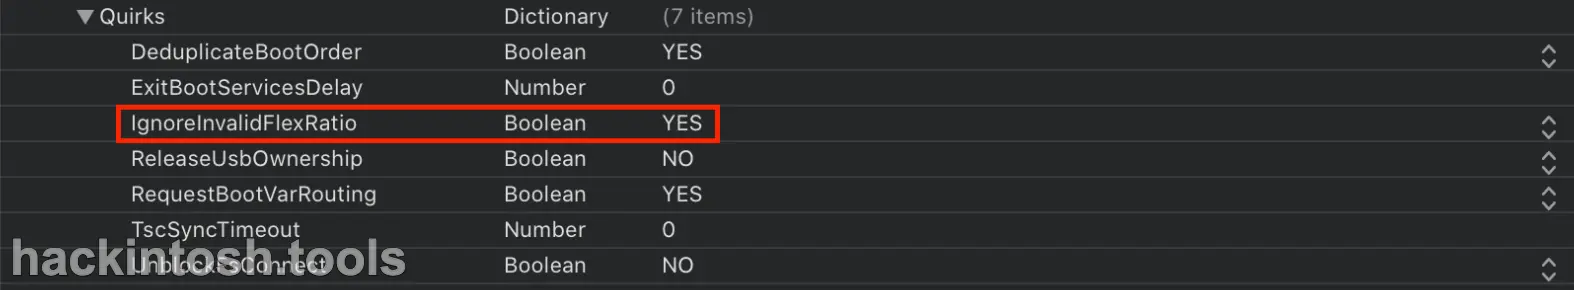 ▼ Quirks Dictionary (7 items)
DeduplicateBootOrder Boolean YES
ExitBootServicesDelay Number 0
IgnoreInvalidFlexRatio Boolean YES
ReleaseUsbOwnership Boolean NO
RequestBootVarRouting Boolean YES
TscSyncTimeout Number 0
hackintosh.tools
UnblockFsConnect Boolean NO